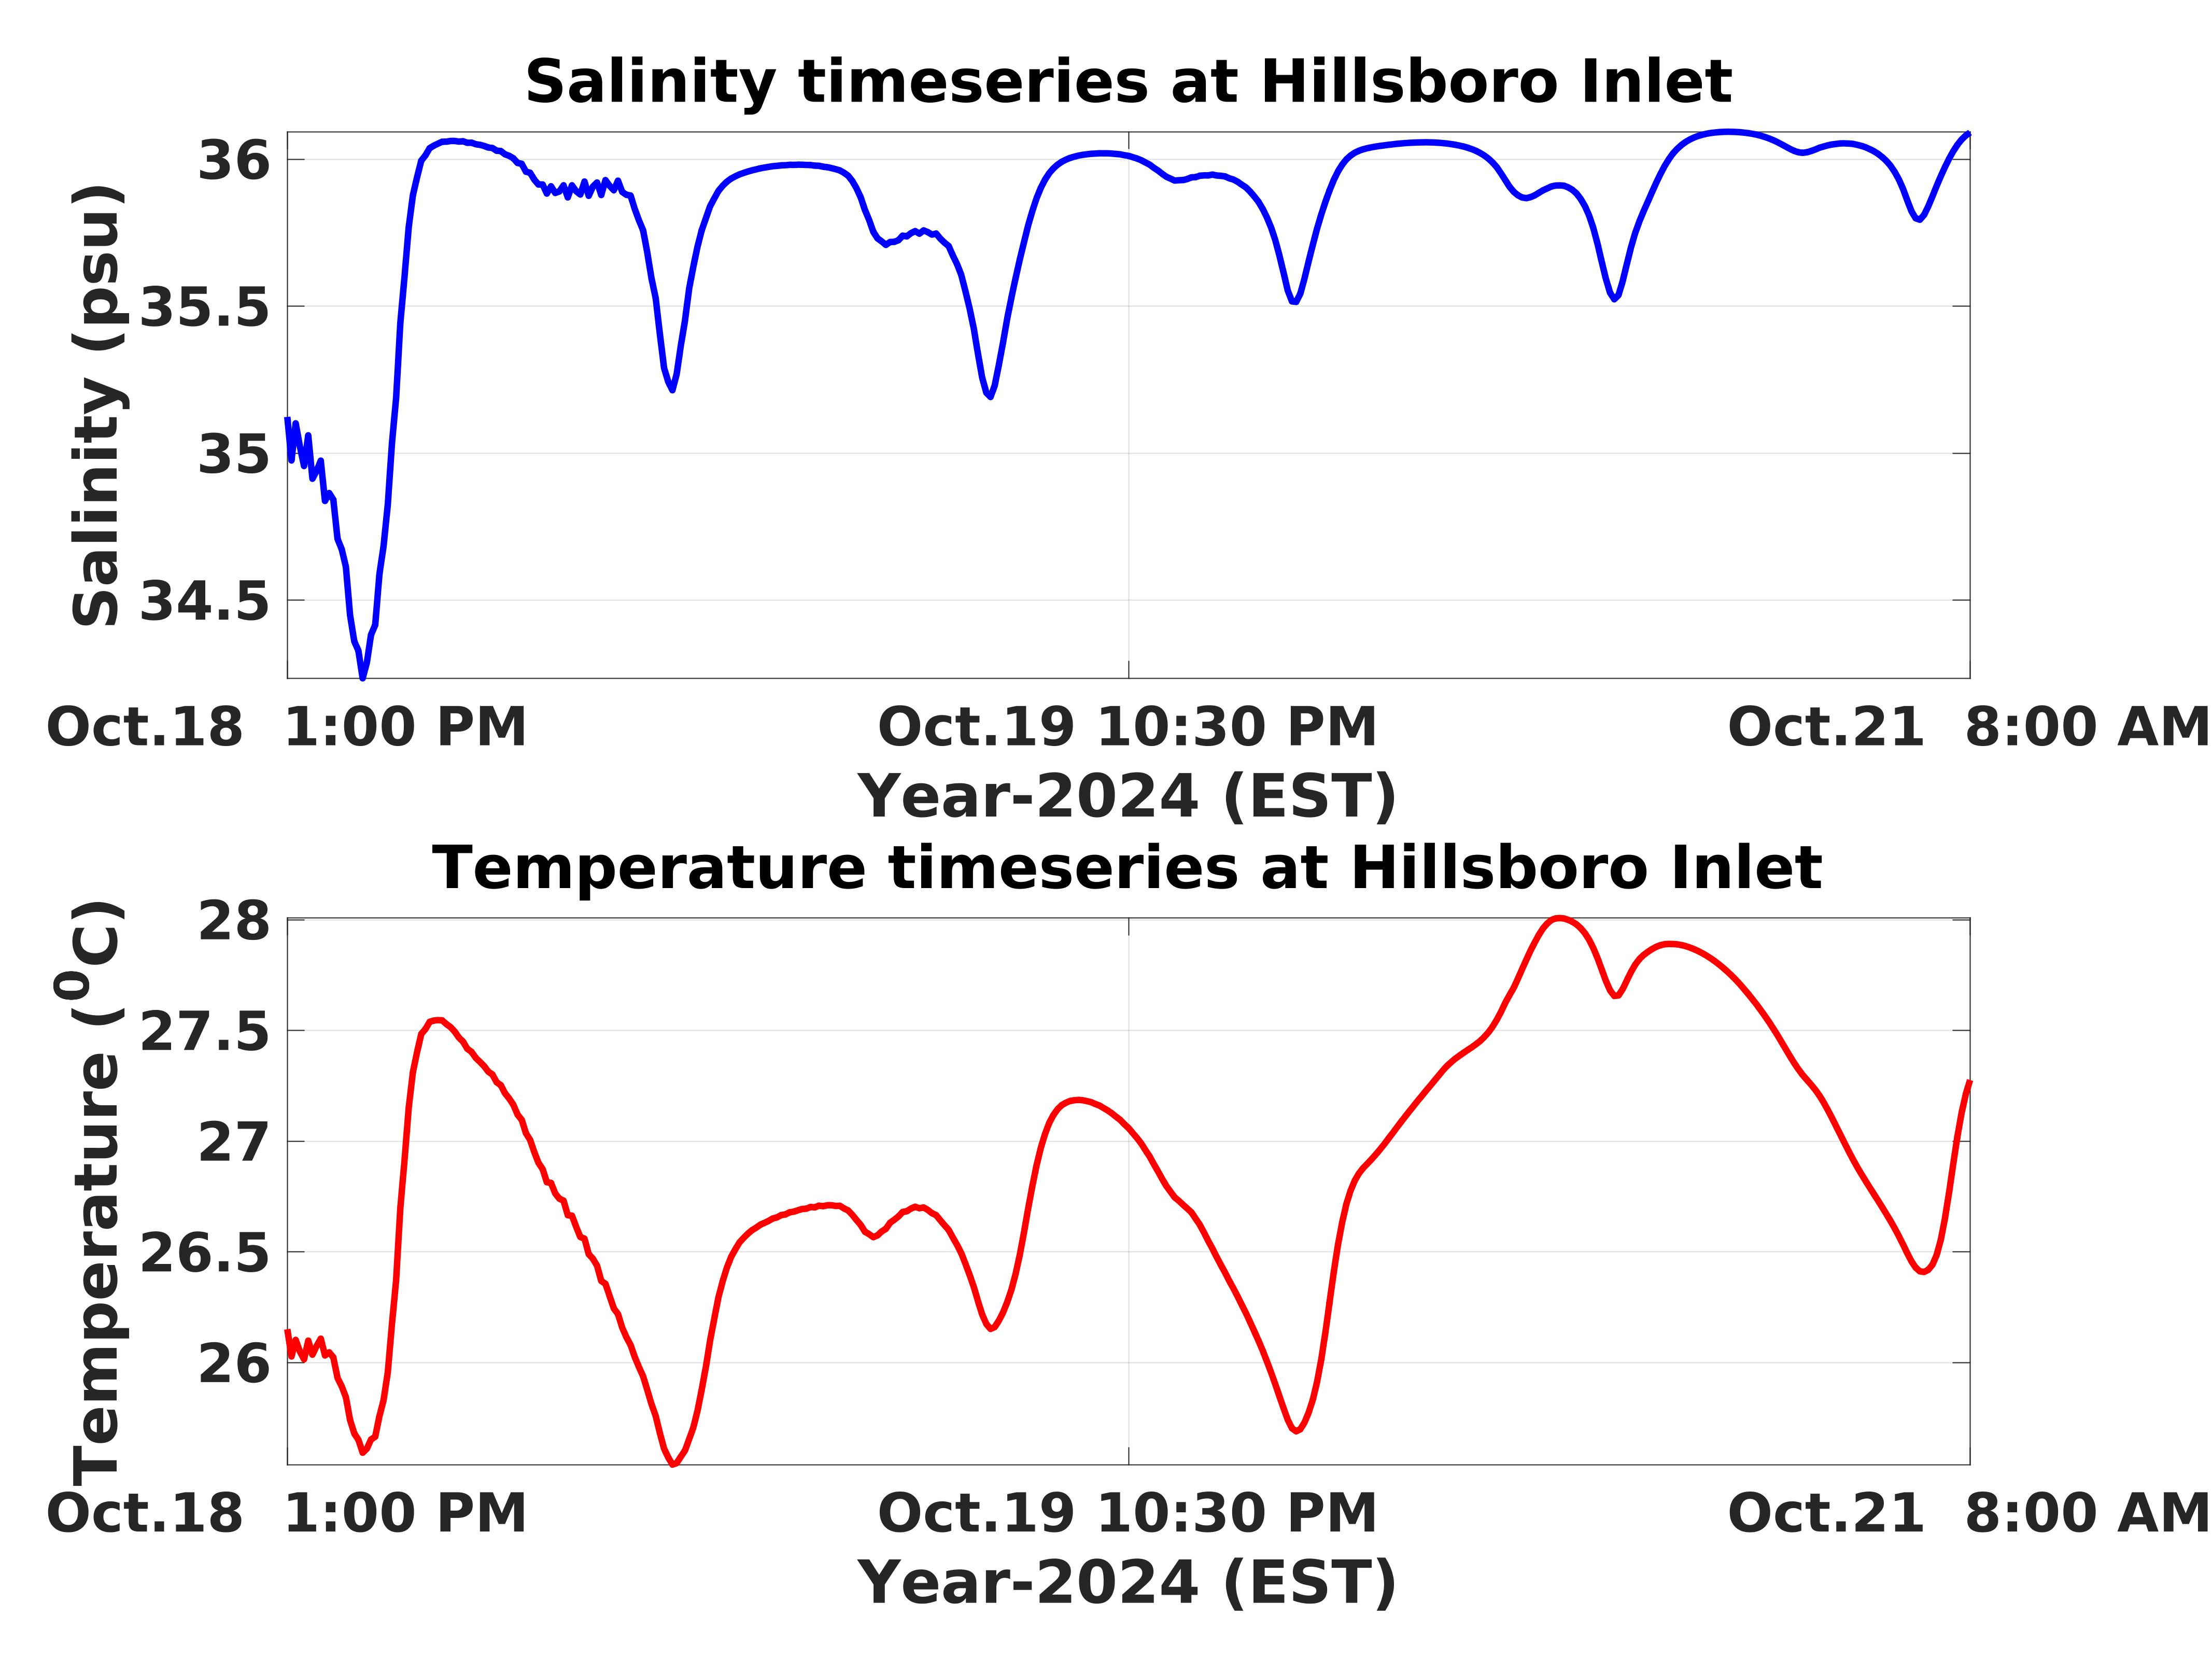 Salinity timeseries at Hillsboro Inlet
Salinity (psu)
36
35.5
35
34.5
Oct.18  1:00 PM
Oct.19 10:30 PM
Oct.21  8:00 AM
Year-2024 (EST)
Temperature timeseries at Hillsboro Inlet
Temperature (⁰C)
28
27.5
27
26.5
26
Oct.18  1:00 PM
Oct.19 10:30 PM
Oct.21  8:00 AM
Year-2024 (EST)